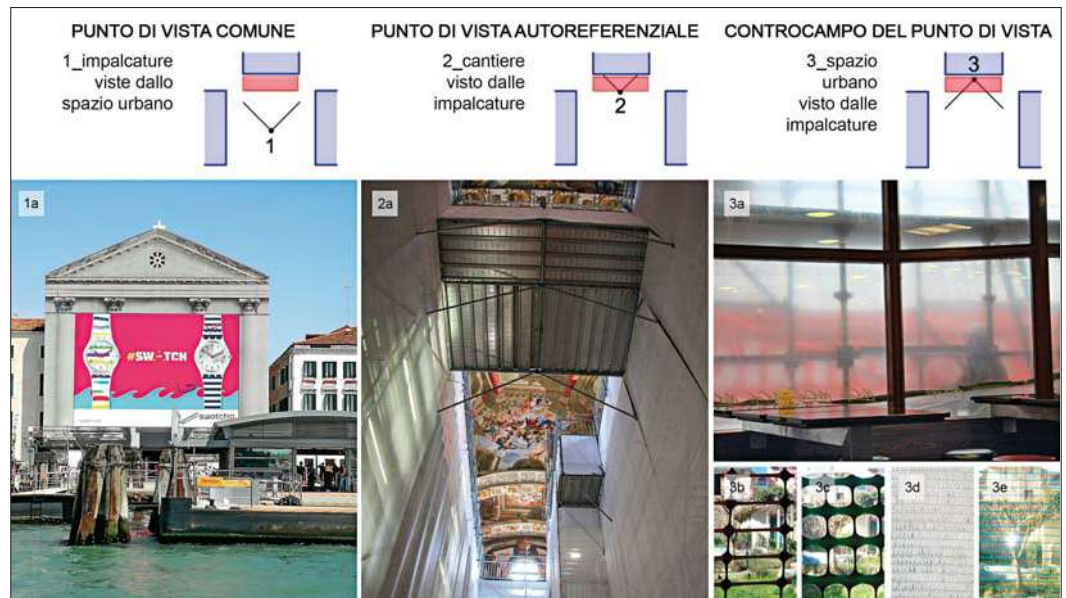 PUNTO DI VISTA COMUNE
1_impalcature
viste dallo
spazio urbano
1
PUNTO DI VISTA AUTOREFERENZIALE
2_cantiere
visto dalle
impalcature
2
CONTROCAMPO DEL PUNTO DI VISTA
3_spazio
urbano
visto dalle
impalcature
3
1a
#SW TCH
2a
3a
3b
3c
3d
3e